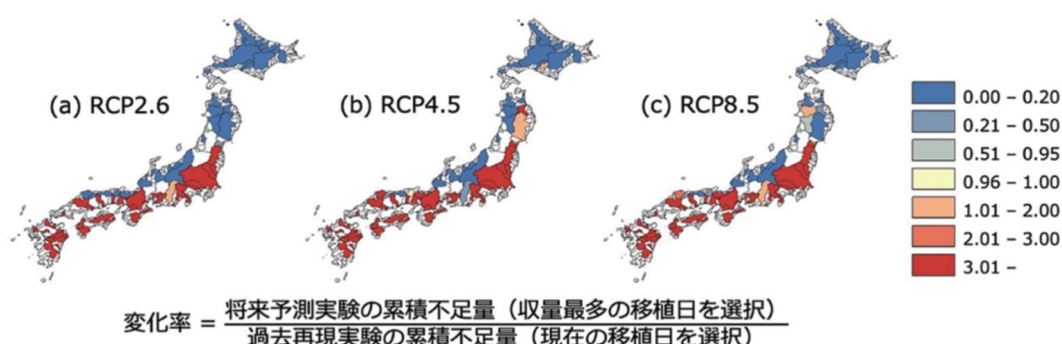 (a) RCP2.6
(b) RCP4.5
(c) RCP8.5
0.00 – 0.20
0.21 – 0.50
0.51 – 0.95
0.96 – 1.00
1.01 – 2.00
2.01 – 3.00
3.01 –
変化率 = 将来予測実験の累積不足量（収量最多の移植日を選択）
過去再現実験の累積不足量（現在の移植日を選択）